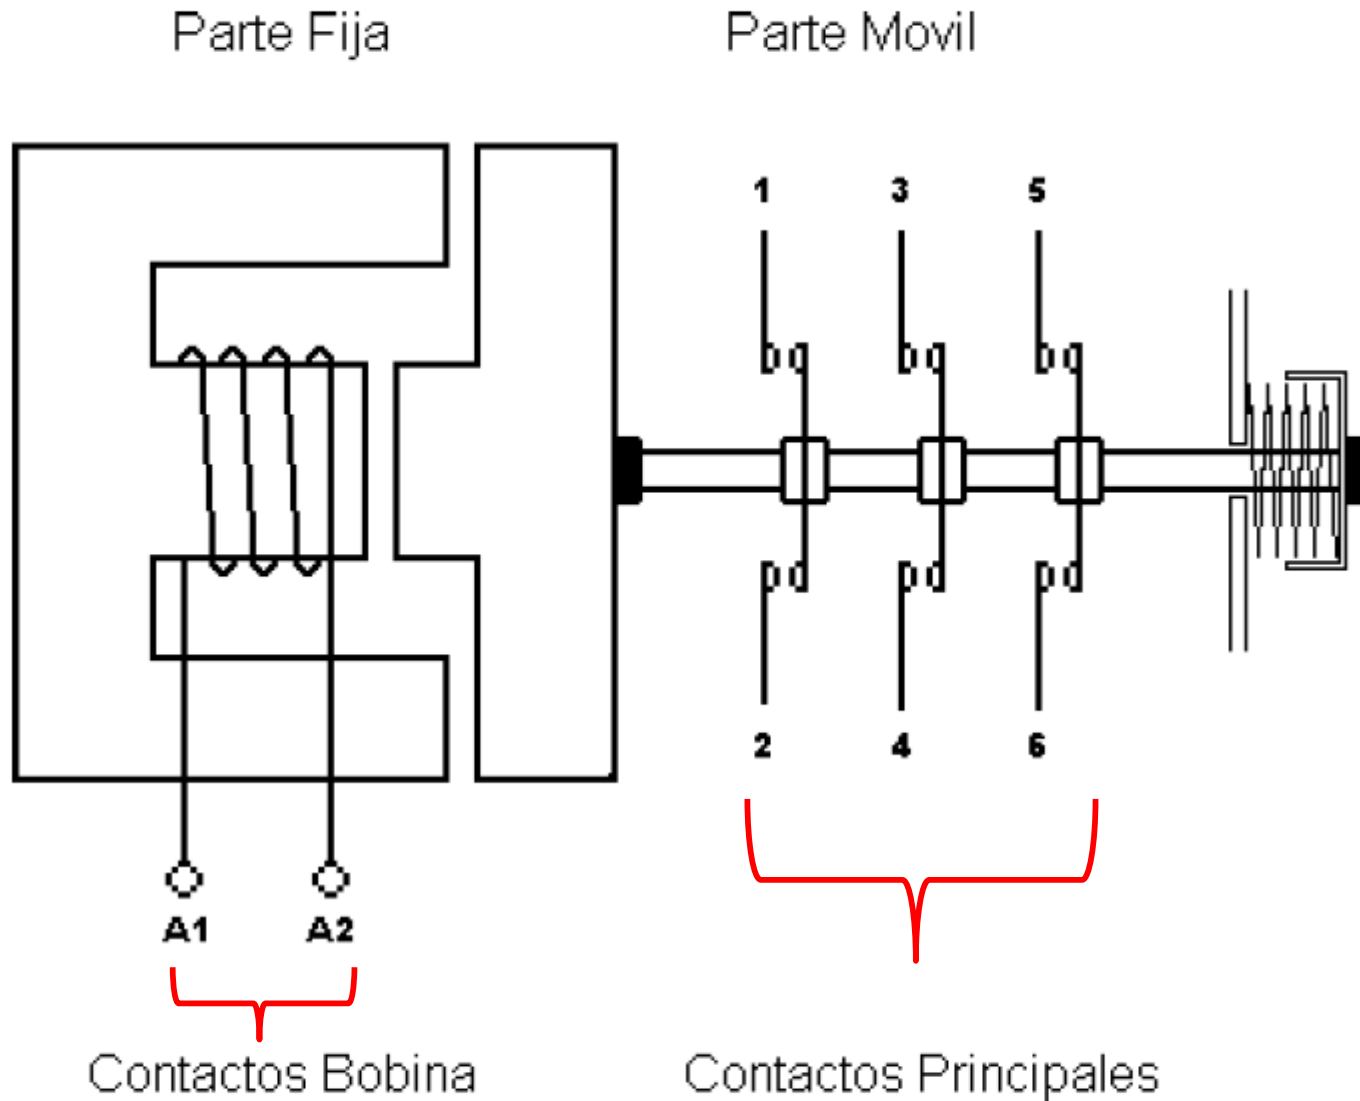 Parte Fija Parte Movil
1 3 5
2 4 6
A1 A2
Contactos Bobina Contactos Principales